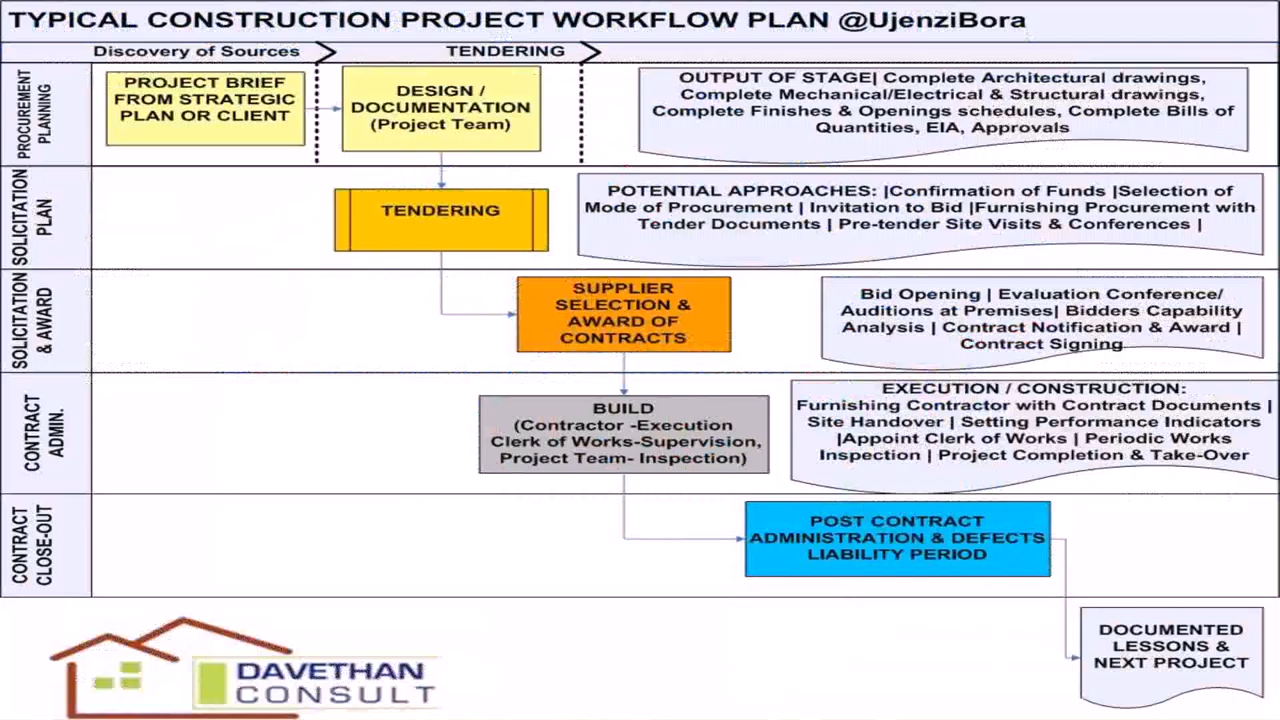 TYPICAL CONSTRUCTION PROJECT WORKFLOW PLAN @UjenziBora
Discovery of Sources
TENDERING
PROCUREMENT
PLANNING
PROJECT BRIEF
FROM STRATEGIC
PLAN OR CLIENT
DESIGN /
DOCUMENTATION
(Project Team)
OUTPUT OF STAGE| Complete Architectural drawings,
Complete Mechanical/Electrical & Structural drawings,
Complete Finishes & Openings schedules, Complete Bills of
Quantities, EIA, Approvals
SOLICITATION
PLAN
TENDERING
POTENTIAL APPROACHES: |Confirmation of Funds |Selection of
Mode of Procurement | Invitation to Bid |Furnishing Procurement with
Tender Documents | Pre-tender Site Visits & Conferences |
SOLICITATION
& AWARD
SUPPLIER
SELECTION &
AWARD OF
CONTRACTS
Bid Opening | Evaluation Conference/
Auditions at Premises| Bidders Capability
Analysis | Contract Notification & Award |
Contract Signing
CONTRACT
ADMIN.
BUILD
(Contractor -Execution
Clerk of Works-Supervision,
Project Team- Inspection)
EXECUTION / CONSTRUCTION:
Furnishing Contractor with Contract Documents |
Site Handover | Setting Performance Indicators
|Appoint Clerk of Works | Periodic Works
Inspection | Project Completion & Take-Over
CONTRACT
CLOSE-OUT
POST CONTRACT
ADMINISTRATION & DEFECTS
LIABILITY PERIOD
DOCUMENTED
LESSONS &
NEXT PROJECT
DAVETHAN
CONSULT